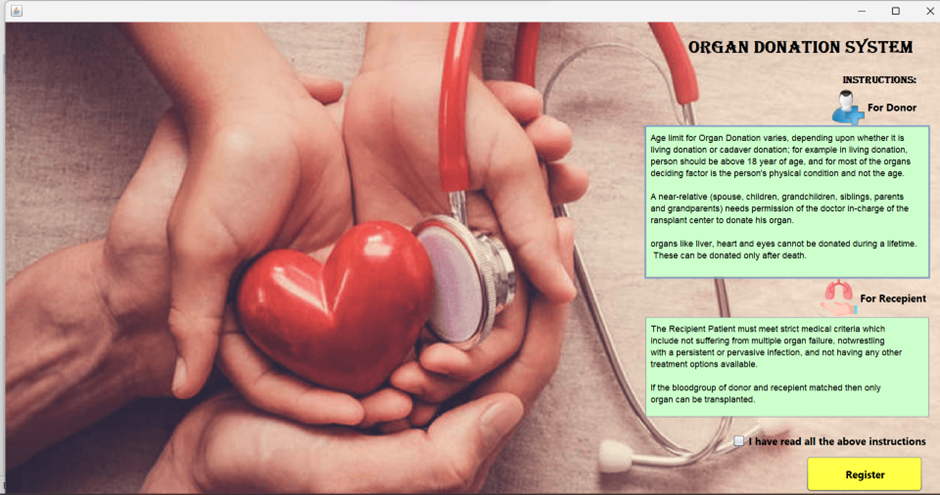 ORGAN DONATION SYSTEM
INSTRUCTIONS:
For Donor
Age limit for Organ Donation varies, depending upon whether it is
living donation or cadaver donation; for example in living donation,
person should be above 18 year of age, and for most of the organs
deciding factor is the person's physical condition and not the age.
A near-relative (spouse, children, grandchildren, siblings, parents
and grandparents) needs permission of the doctor in-charge of the
ransplant center to donate his organ.
organs like liver, heart and eyes cannot be donated during a lifetime.
These can be donated only after death.
For Recepient
The Recipient Patient must meet strict medical criteria which
include not suffering from multiple organ failure, notwrestling
with a persistent or pervasive infection, and not having any other
treatment options available.
If the bloodgroup of donor and recepient matched then only
organ can be transplanted.
I have read all the above instructions
Register